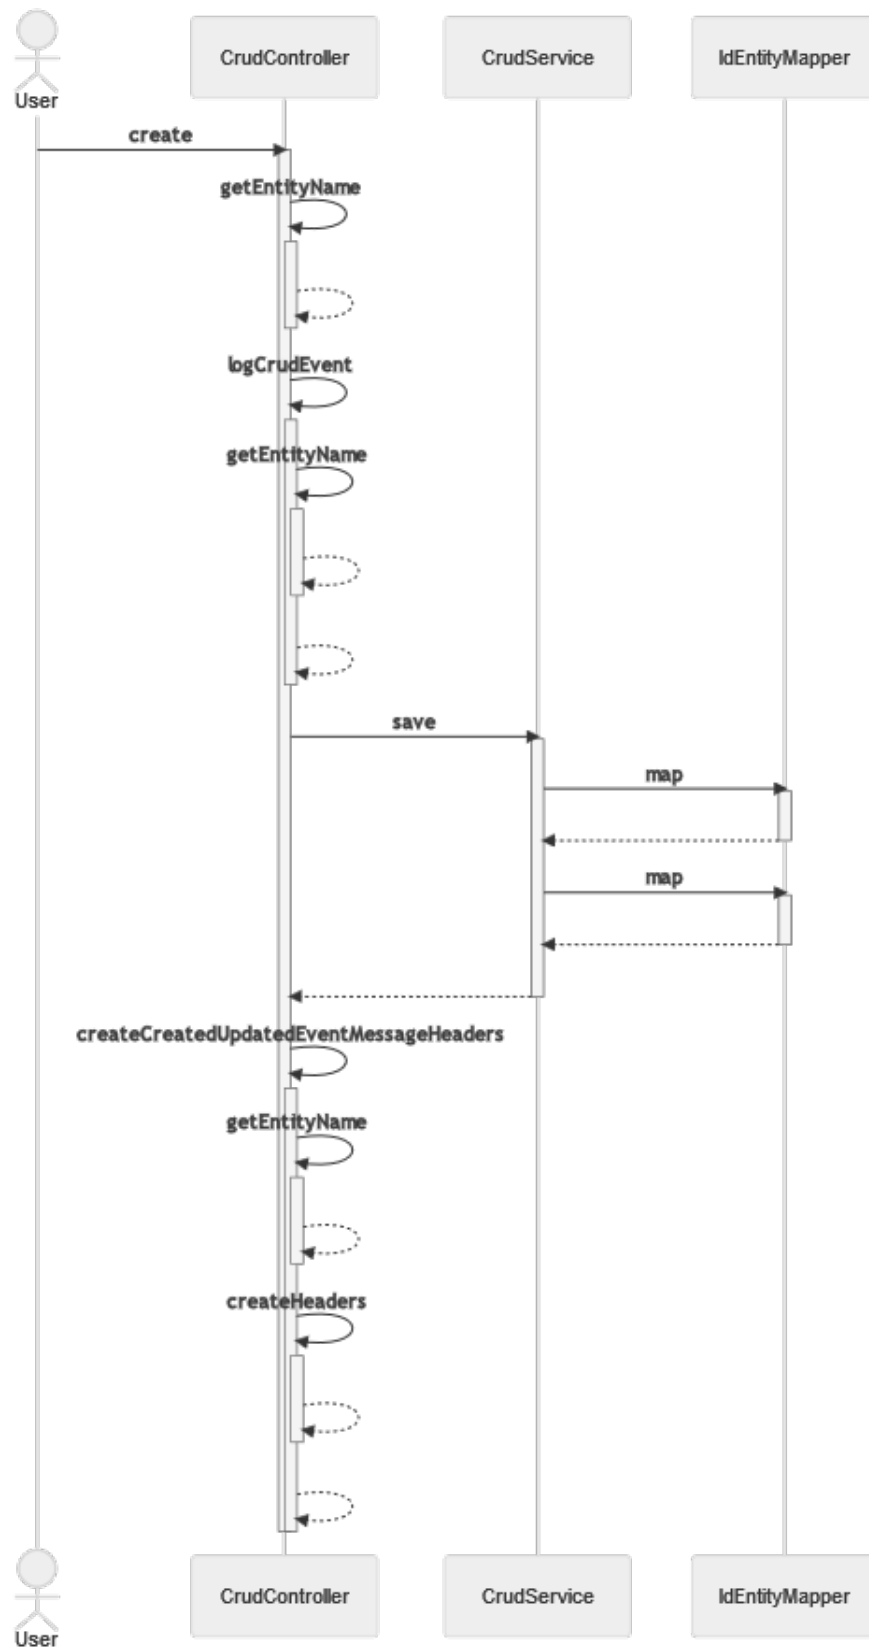 User
CrudController
CrudService
IdEntityMapper
create
getEntityName
logCrudEvent
getEntityName
save
map
map
createCreatedUpdatedEventMessageHeaders
getEntityName
createHeaders
User
CrudController
CrudService
IdEntityMapper